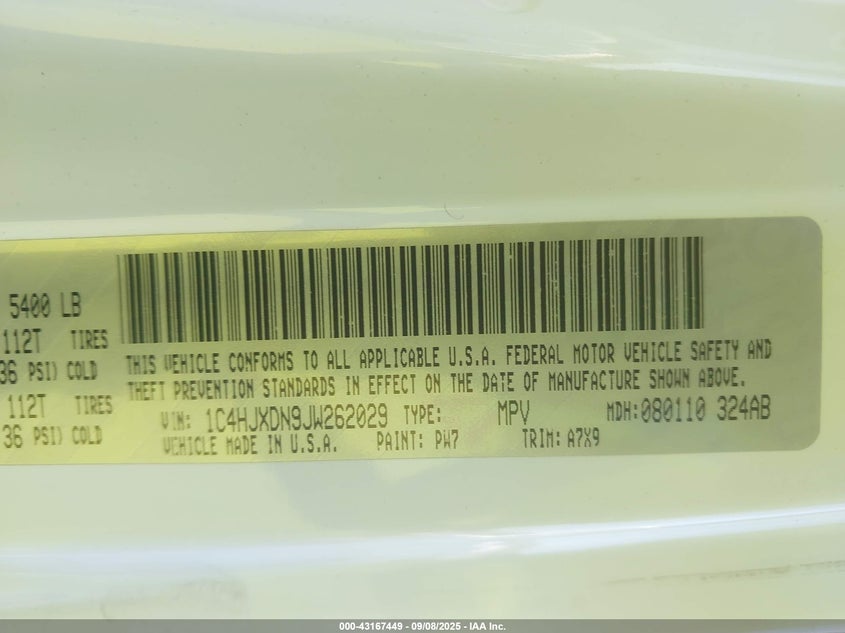 5400 LB
112T TIRES
36 PSI) COLD
112T TIRES
36 PSI) COLD
THIS VEHICLE CONFORMS TO ALL APPLICABLE U.S.A. FEDERAL MOTOR VEHICLE SAFETY AND
THEFT PREVENTION STANDARDS IN EFFECT ON THE DATE OF MANUFACTURE SHOWN ABOVE.
VIN: 1C4HJXDN9JW262029 TYPE: MPV MDH:080110 324AB
VEHICLE MADE IN U.S.A. PAINT: PW7 TRIM: A7X9
000-43167449 - 09/08/2025 - IAA Inc.